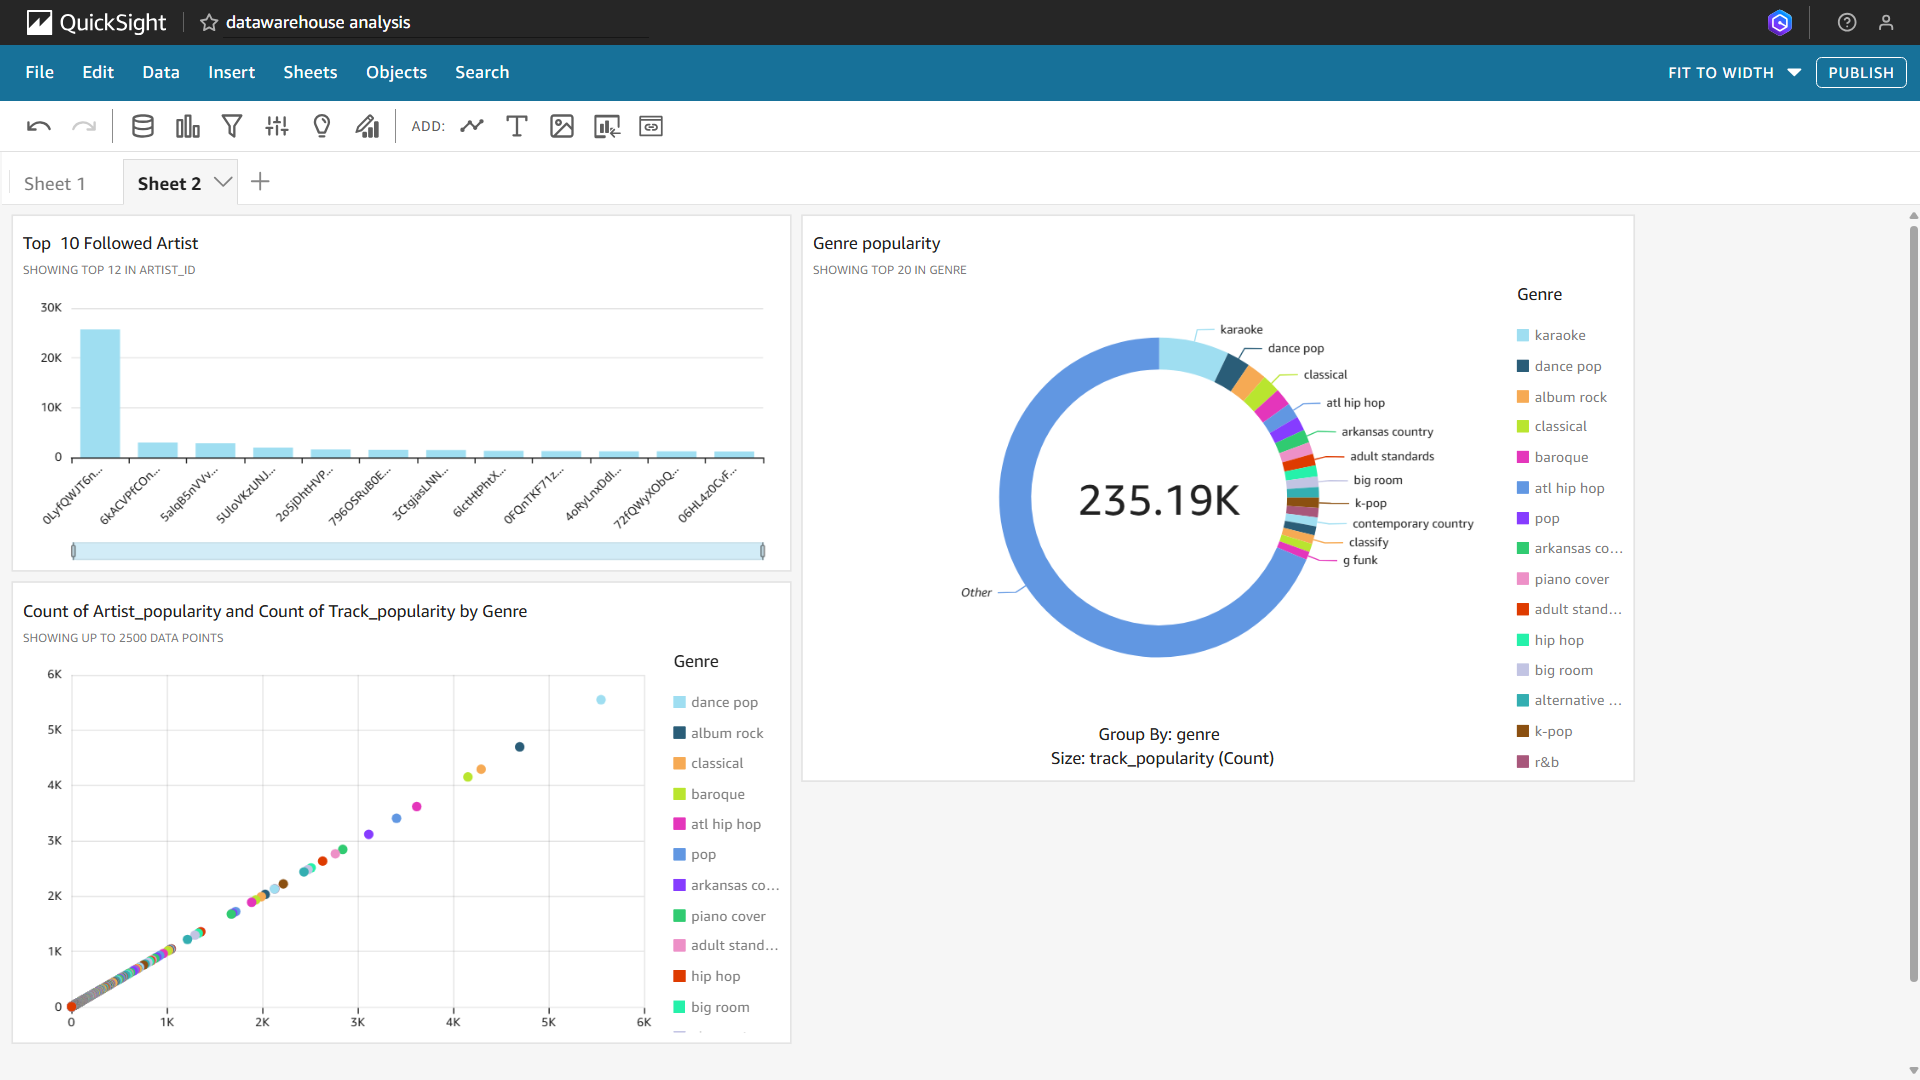 QuickSight
datawarehouse analysis
File Edit Data Insert Sheets Objects Search
FIT TO WIDTH
PUBLISH
ADD:
Sheet 1
Sheet 2
Top 10 Followed Artist
SHOWING TOP 12 IN ARTIST_ID
30K
20K
10K
0
0LyfQWJT6n...
6kACVPfCOn...
5aIqB5nVVv...
5UIoVKzUNJ...
2o5jDhtHVP...
796OSRuB0E...
3CtgjasLNN...
6lctHtPhtX...
0FQnTKF71z...
4oRyLnxDdl...
72fQWyXObQ...
06HL4z0CvF...
Genre popularity
SHOWING TOP 20 IN GENRE
karaoke
dance pop
classical
atl hip hop
arkansas country
adult standards
big room
k-pop
contemporary country
classify
g funk
Other
235.19K
Group By: genre
Size: track_popularity (Count)
Genre
karaoke
dance pop
album rock
classical
baroque
atl hip hop
pop
arkansas co...
piano cover
adult stand...
hip hop
big room
alternative ...
k-pop
r&b
Count of Artist_popularity and Count of Track_popularity by Genre
SHOWING UP TO 2500 DATA POINTS
6K
5K
4K
3K
2K
1K
0
0 1K 2K 3K 4K 5K 6K
Genre
dance pop
album rock
classical
baroque
atl hip hop
pop
arkansas co...
piano cover
adult stand...
hip hop
big room